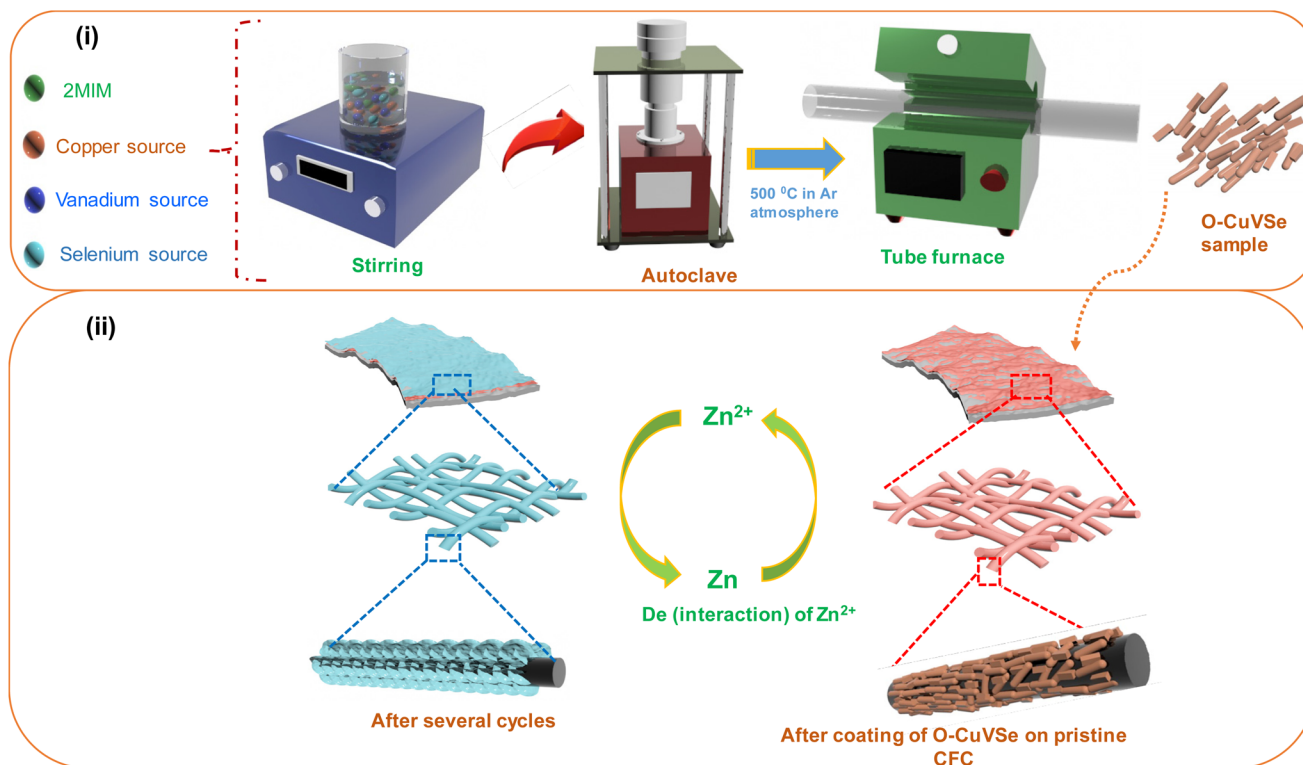 (i)
2MIM
Copper source
Vanadium source
Selenium source
Stirring
Autoclave
500 ⁰C in Ar
atmosphere
Tube furnace
O-CuVSe
sample
(ii)
Zn²⁺
Zn
De (interaction) of Zn²⁺
After several cycles
After coating of O-CuVSe on pristine
CFC